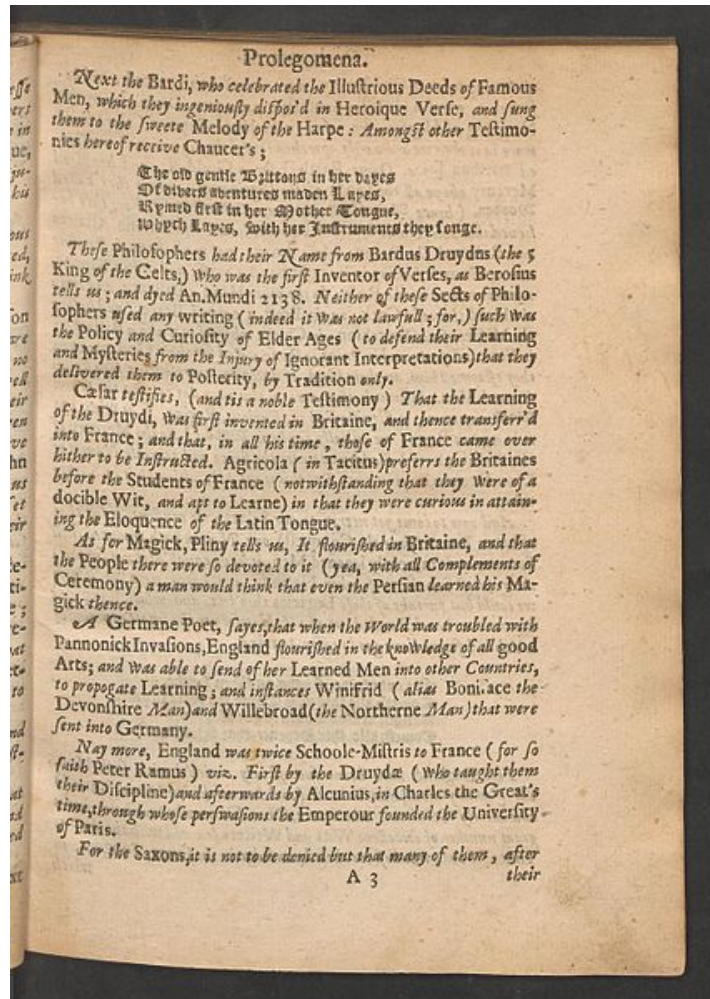 Prolegomena.
Next the Bardi, who celebrated the Illuſtrious Deeds of Famous
Men, which they ingeniouſly diſpos'd in Heroique Verſe, and ſung
them to the ſweete Melody of the Harpe : Amongſt other Teſtimo-
nies hereof receive Chaucer's ;
The old gentle Brittons in her dayes
Of divers aventures maden Layes,
Rymed firſt in her Mother Tongue,
Whych Layes, with her Inſtruments they ſonge.
Theſe Philoſophers had their Name from Bardus Druydus (the 5
King of the Celts,) Who was the firſt Inventor of Verſes, as Beroſius
tells us ; and dyed An. Mundi 2138. Neither of theſe Sects of Philo-
ſophers uſed any writing ( indeed it was not lawfull ; for, ) ſuch was
the Policy and Curioſity of Elder Ages ( to defend their Learning
and Myſteries from the Injury of Ignorant Interpretations) that they
delivered them to Poſterity, by Tradition only.
Cæſar teſtifies, (and tis a noble Teſtimony ) That the Learning
of the Druydi, was firſt invented in Britaine, and thence transferr'd
into France ; and that, in all his time, thoſe of France came over
hither to be Inſtructed. Agricola ( in Tacitus) preferrs the Britaines
before the Students of France ( notwithſtanding that they were of a
docible Wit, and apt to Learne) in that they were curious in attain-
ing the Eloquence of the Latin Tongue.
As for Magick, Pliny tells us, It flouriſhed in Britaine, and that
the People there were ſo devoted to it ( yea, with all Complements of
Ceremony) a man would think that even the Perſian learned his Ma-
gick thence.
A Germane Poet, ſayes, that when the World was troubled with
Pannonick Invaſions, England flouriſhed in the knowledge of all good
Arts; and was able to ſend of her Learned Men into other Countries,
to propogate Learning ; and inſtances Winifrid ( alias Boniface the
Devonſhire Man) and Willebroad (the Northerne Man) that were
ſent into Germany.
Nay more, England was twice Schoole-Miſtris to France ( for ſo
ſaith Peter Ramus ) viz. Firſt by the Druydæ ( who taught them
their Diſcipline) and afterwards by Alcunius, in Charles the Great's
time, through whoſe perſwaſions the Emperour founded the Univerſity
of Paris.
For the Saxons, it is not to be denied but that many of them, after
A 3 their